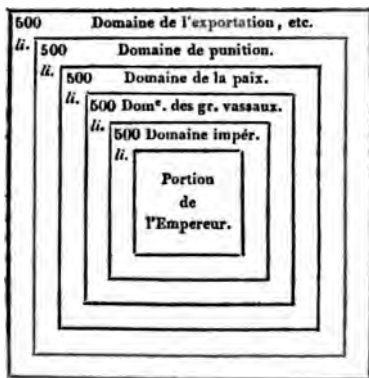 500 Domaine de l'exportation, etc.
li. 500 Domaine de punition.
li. 500 Domaine de la paix.
li. 500 Domᵉ. des gr. vassaux.
li. 500 Domaine impér.
li.
Portion
de
l'Empereur.